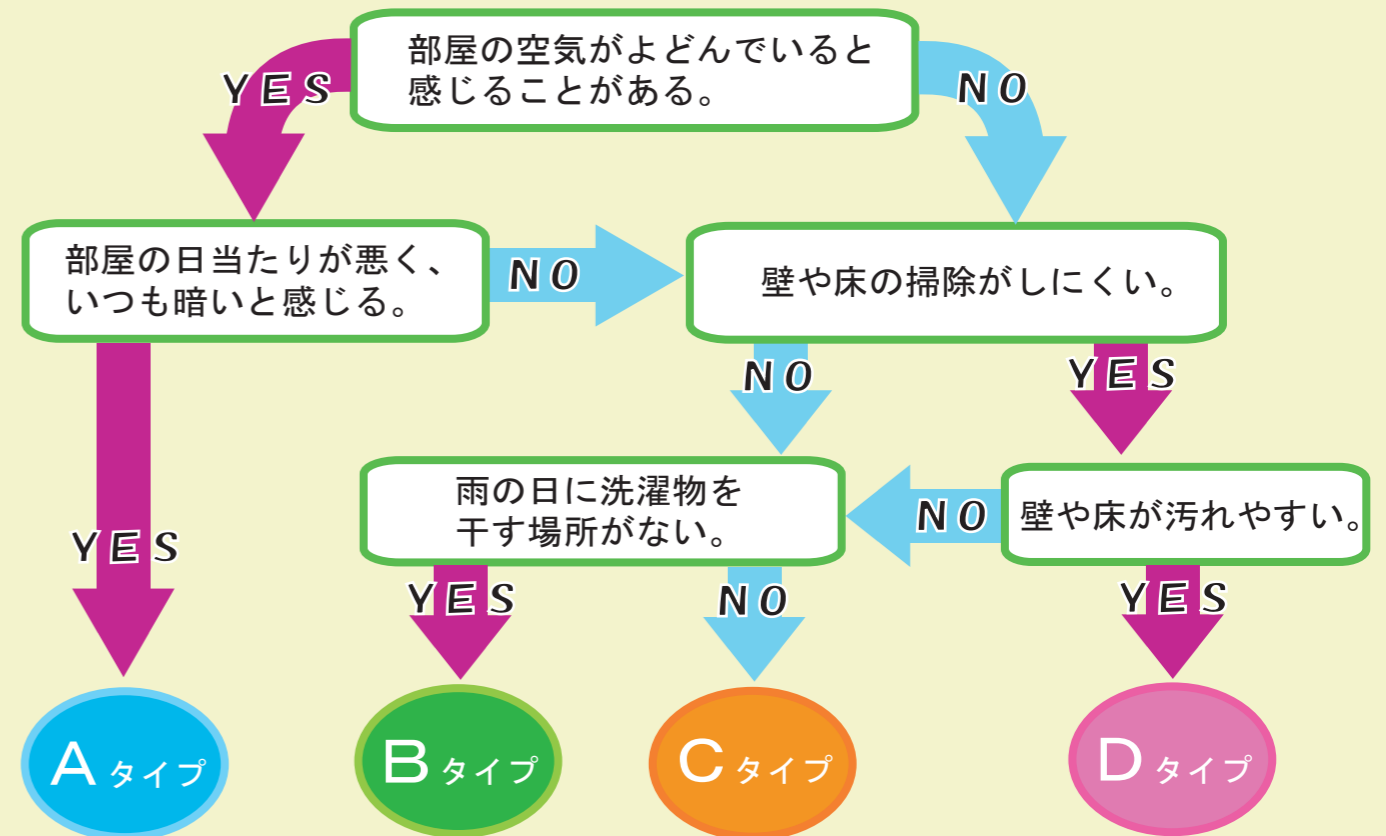 部屋の空気がよどんでいると
感じることがある。
YES
NO
部屋の日当たりが悪く、
いつも暗いと感じる。
NO
壁や床の掃除がしにくい。
NO
YES
雨の日に洗濯物を
干す場所がない。
NO
壁や床が汚れやすい。
YES
YES
NO
YES
Aタイプ
Bタイプ
Cタイプ
Dタイプ